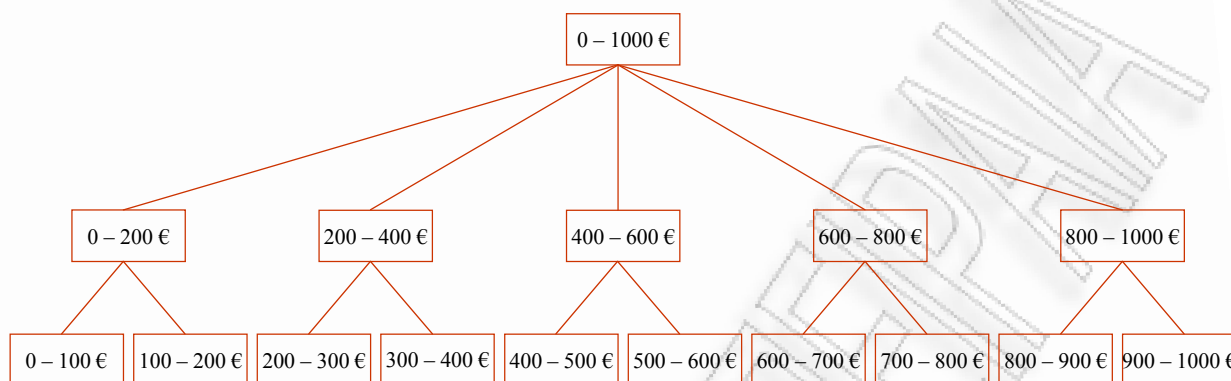 0 – 1000 €
0 – 200 €
200 – 400 €
400 – 600 €
600 – 800 €
800 – 1000 €
0 – 100 €
100 – 200 €
200 – 300 €
300 – 400 €
400 – 500 €
500 – 600 €
600 – 700 €
700 – 800 €
800 – 900 €
900 – 1000 €